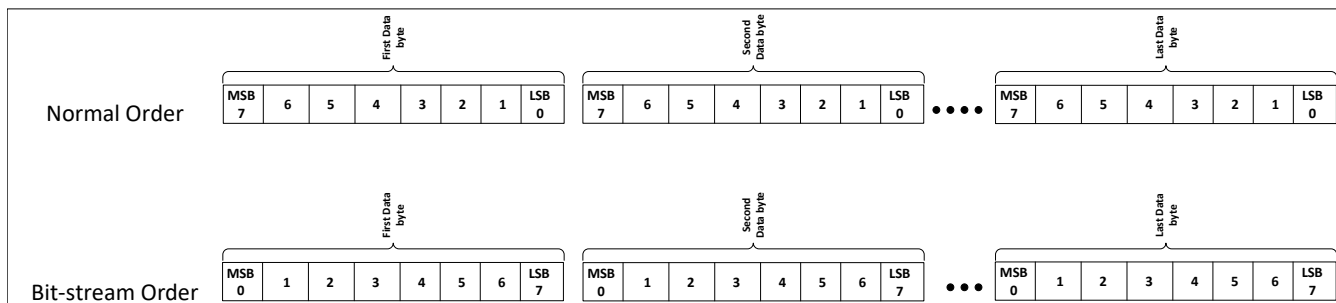 First Data
byte
Second
Data byte
Last Data
byte
Normal Order
MSB
7
6
5
4
3
2
1
LSB
0
MSB
7
6
5
4
3
2
1
LSB
0
MSB
7
6
5
4
3
2
1
LSB
0
First Data
byte
Second
Data byte
Last Data
byte
Bit-stream Order
MSB
0
1
2
3
4
5
6
LSB
7
MSB
0
1
2
3
4
5
6
LSB
7
MSB
0
1
2
3
4
5
6
LSB
7